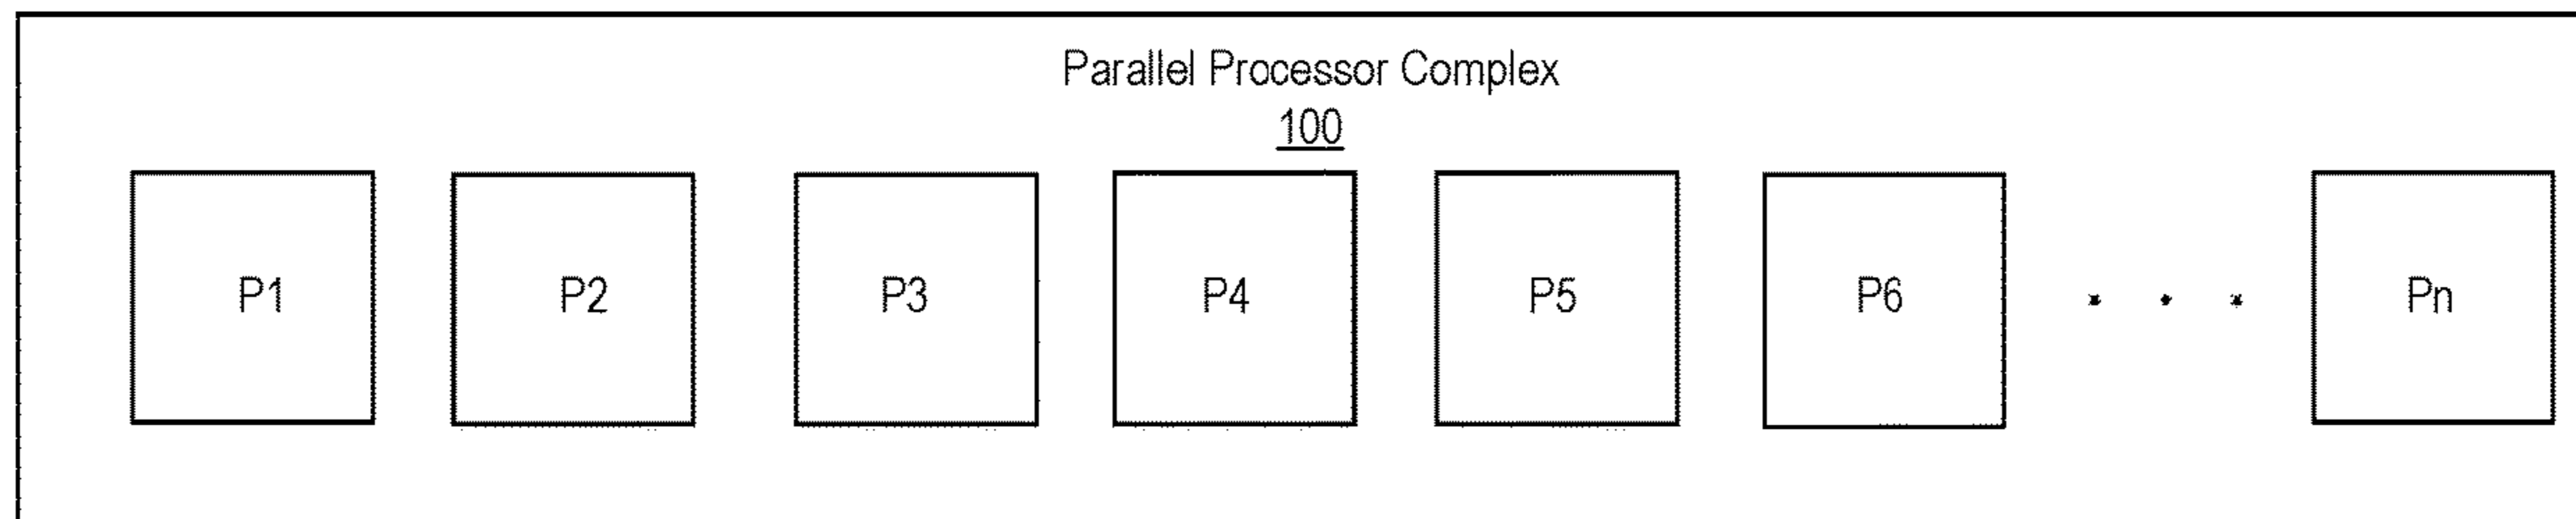 Parallel Processor Complex
100
P1 P2 P3 P4 P5 P6 . . . Pn